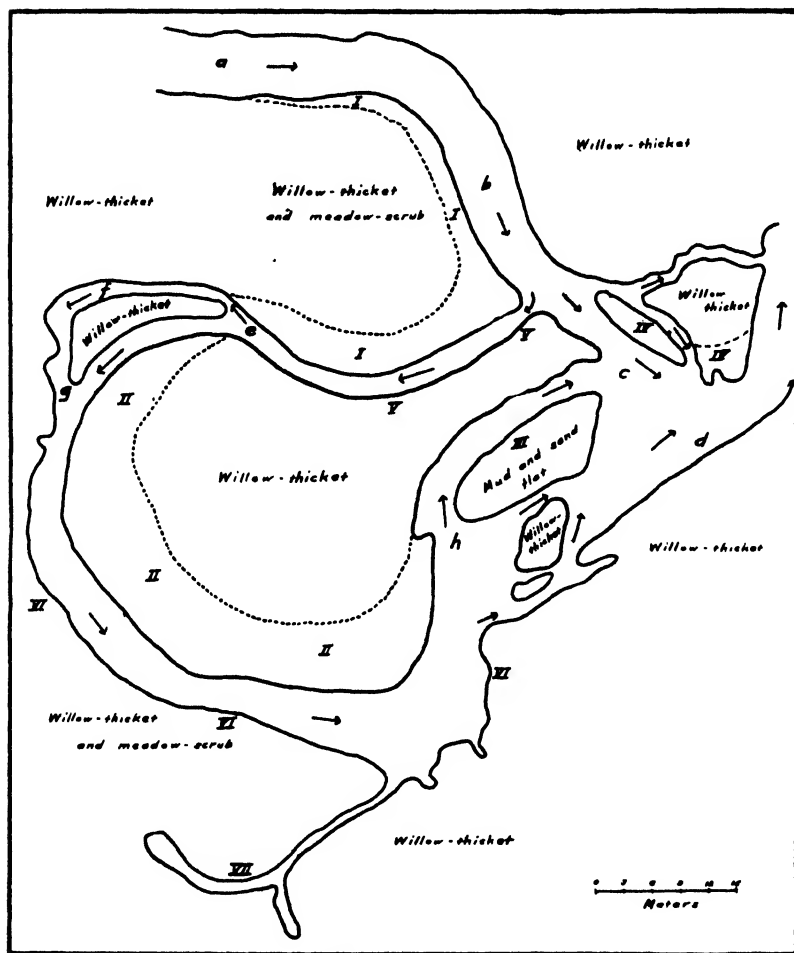 a
I
Willow-thicket
b
Willow-thicket
Willow-thicket
and meadow-scrub
I
f
Willow-thicket
e
Willow
thicket
IV
IV
I
V
c
g
II
V
III
Mud and sand
flat
d
Willow-thicket
h
Willow-
thicket
Willow-thicket
II
VI
II
VI
VI
Willow-thicket
and meadow-scrub
Willow-thicket
VII
0
Meters